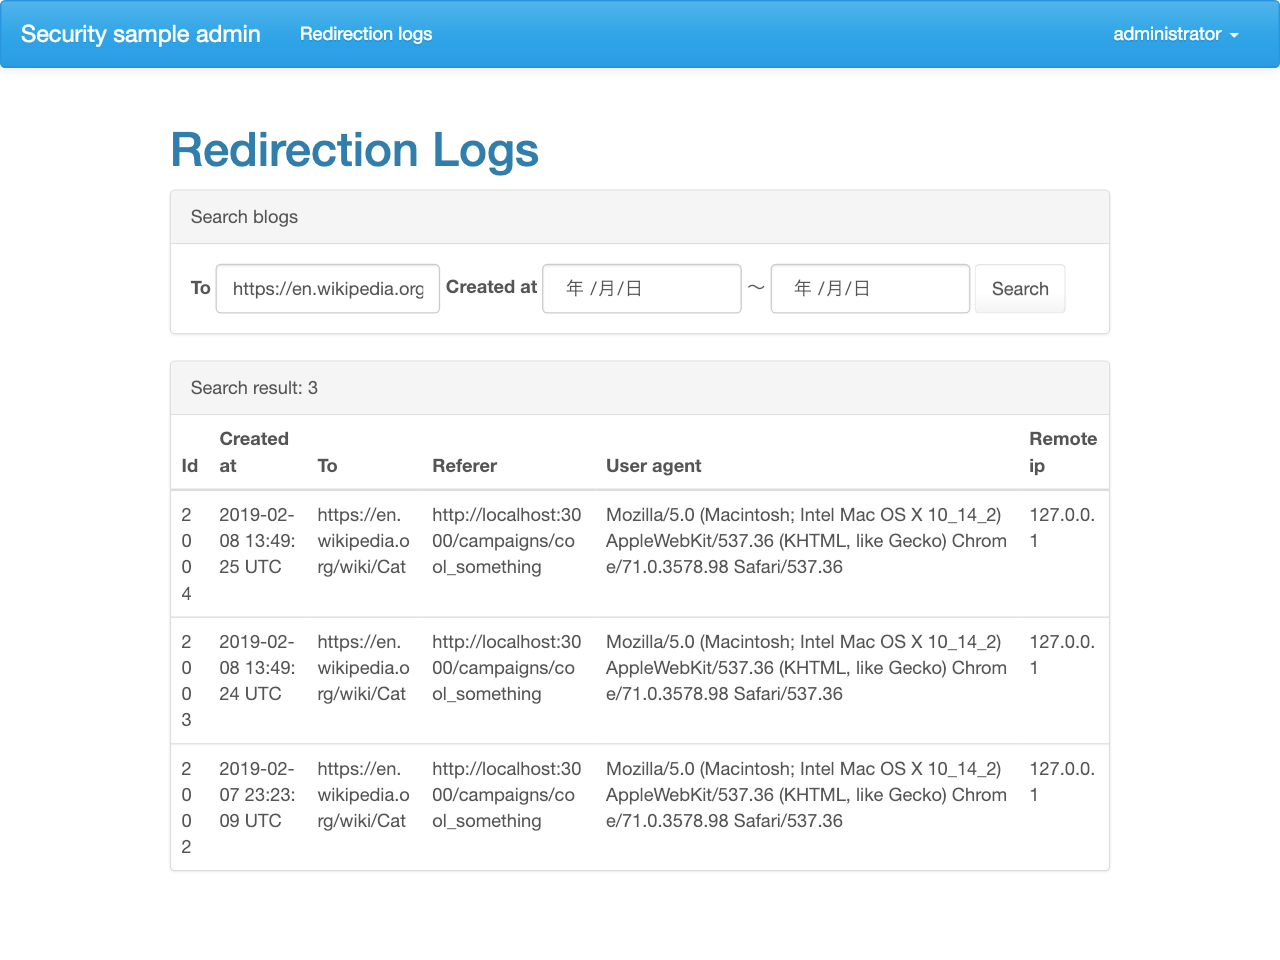 Security sample admin Redirection logs administrator
Redirection Logs
Search blogs
To https://en.wikipedia.org Created at 年 /月/日 〜 年 /月/日 Search
Search result: 3
Id Created at To Referer User agent Remote ip
2004 2019-02-08 13:49:25 UTC https://en.wikipedia.org/wiki/Cat http://localhost:3000/campaigns/cool_something Mozilla/5.0 (Macintosh; Intel Mac OS X 10_14_2) AppleWebKit/537.36 (KHTML, like Gecko) Chrome/71.0.3578.98 Safari/537.36 127.0.0.1
2003 2019-02-08 13:49:24 UTC https://en.wikipedia.org/wiki/Cat http://localhost:3000/campaigns/cool_something Mozilla/5.0 (Macintosh; Intel Mac OS X 10_14_2) AppleWebKit/537.36 (KHTML, like Gecko) Chrome/71.0.3578.98 Safari/537.36 127.0.0.1
2002 2019-02-07 23:23:09 UTC https://en.wikipedia.org/wiki/Cat http://localhost:3000/campaigns/cool_something Mozilla/5.0 (Macintosh; Intel Mac OS X 10_14_2) AppleWebKit/537.36 (KHTML, like Gecko) Chrome/71.0.3578.98 Safari/537.36 127.0.0.1